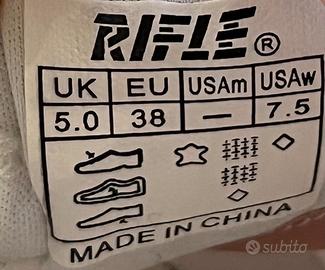 RIFLE®
UK EU USAm USAw
5.0 38 — 7.5
MADE IN CHINA
subito